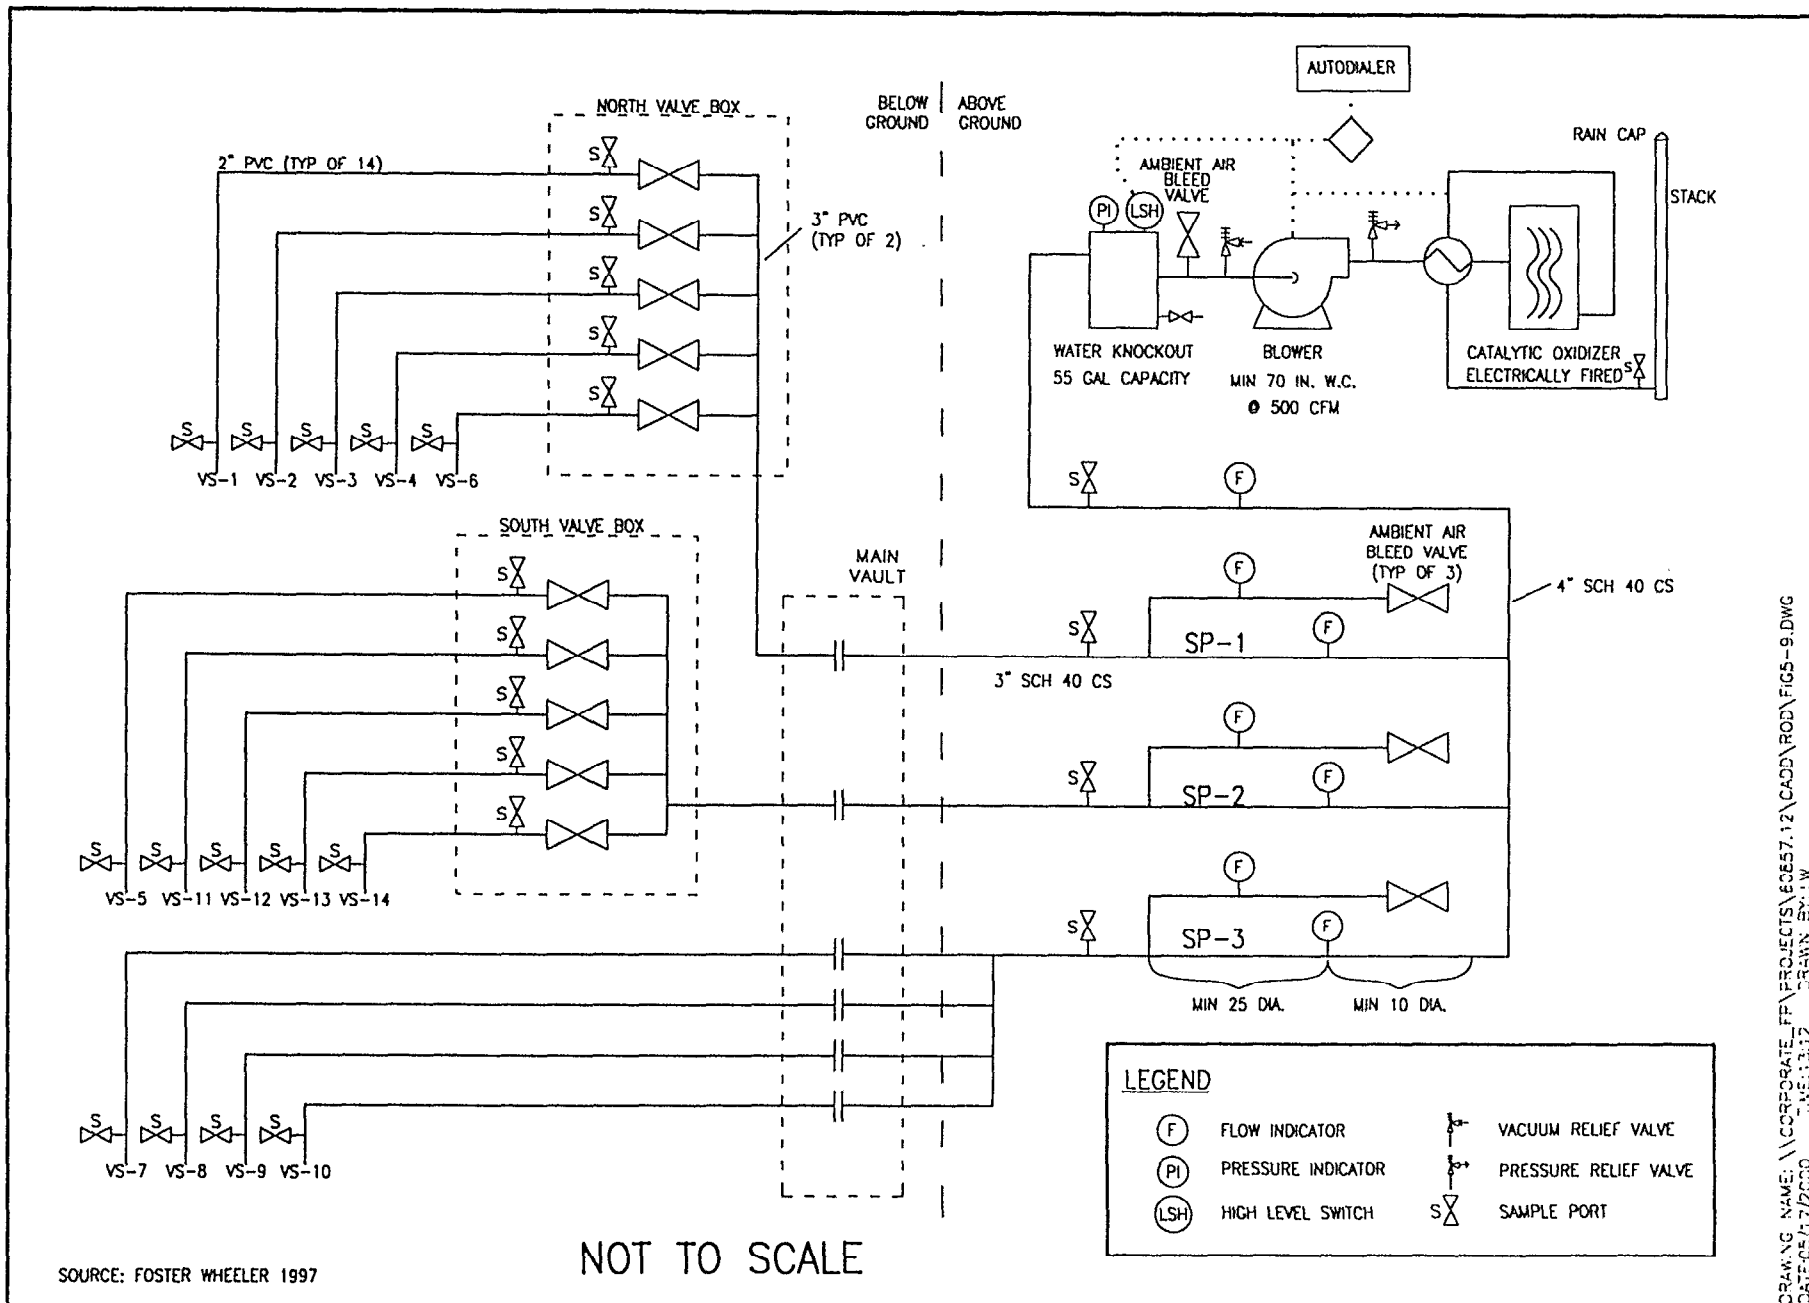 AUTODIALER
NORTH VALVE BOX
BELOW GROUND
ABOVE GROUND
RAIN CAP
STACK
2" PVC (TYP OF 14)
S
S
S
S
S
3" PVC
(TYP OF 2)
AMBIENT AIR
BLEED
VALVE
PI
LSH
WATER KNOCKOUT
55 GAL CAPACITY
BLOWER
MIN 70 IN. W.C.
@ 500 CFM
CATALYTIC OXIDIZER
ELECTRICALLY FIRED
S
S S S S S
VS-1 VS-2 VS-3 VS-4 VS-6
S
F
SOUTH VALVE BOX
S
S
S
S
S
MAIN
VAULT
AMBIENT AIR
BLEED VALVE
(TYP OF 3)
4" SCH 40 CS
F
S
SP-1
F
3" SCH 40 CS
F
S
SP-2
F
S S S S S
VS-5 VS-11 VS-12 VS-13 VS-14
F
S
SP-3
F
MIN 25 DIA.
MIN 10 DIA.
S S S S
VS-7 VS-8 VS-9 VS-10
LEGEND
F FLOW INDICATOR
PI PRESSURE INDICATOR
LSH HIGH LEVEL SWITCH
VACUUM RELIEF VALVE
PRESSURE RELIEF VALVE
S SAMPLE PORT
NOT TO SCALE
SOURCE: FOSTER WHEELER 1997